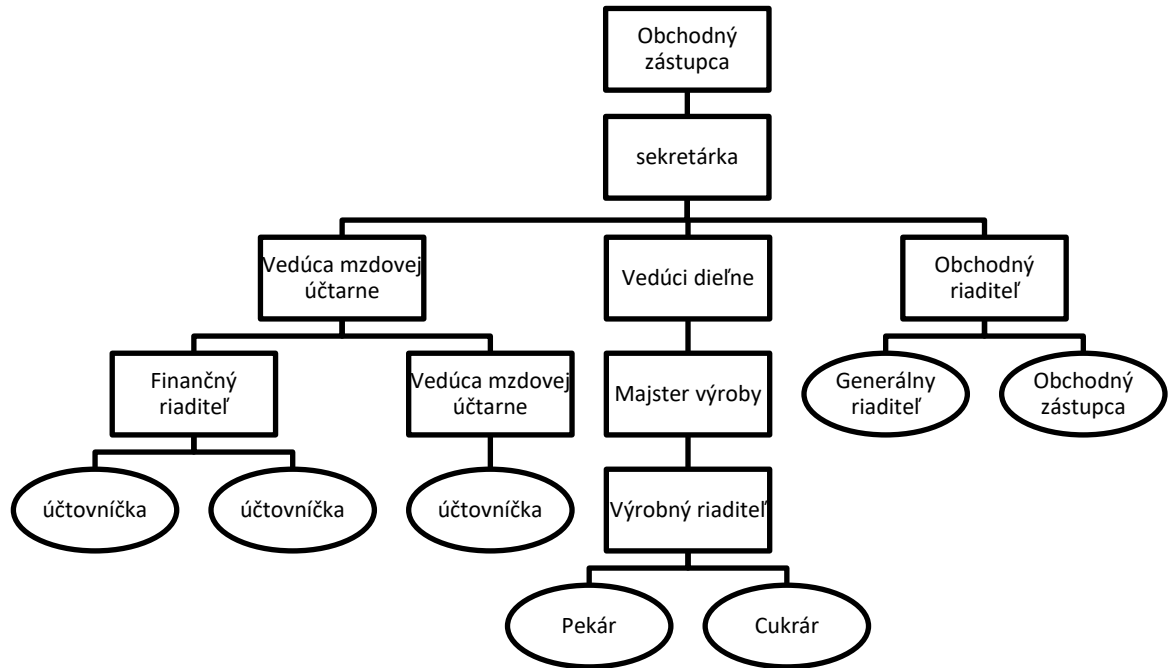 Obchodný
zástupca
sekretárka
Vedúca mzdovej
účtarne
Vedúci dieľne
Obchodný
riaditeľ
Finančný
riaditeľ
Vedúca mzdovej
účtarne
Majster výroby
Generálny
riaditeľ
Obchodný
zástupca
účtovníčka
účtovníčka
účtovníčka
Výrobný riaditeľ
Pekár
Cukrár